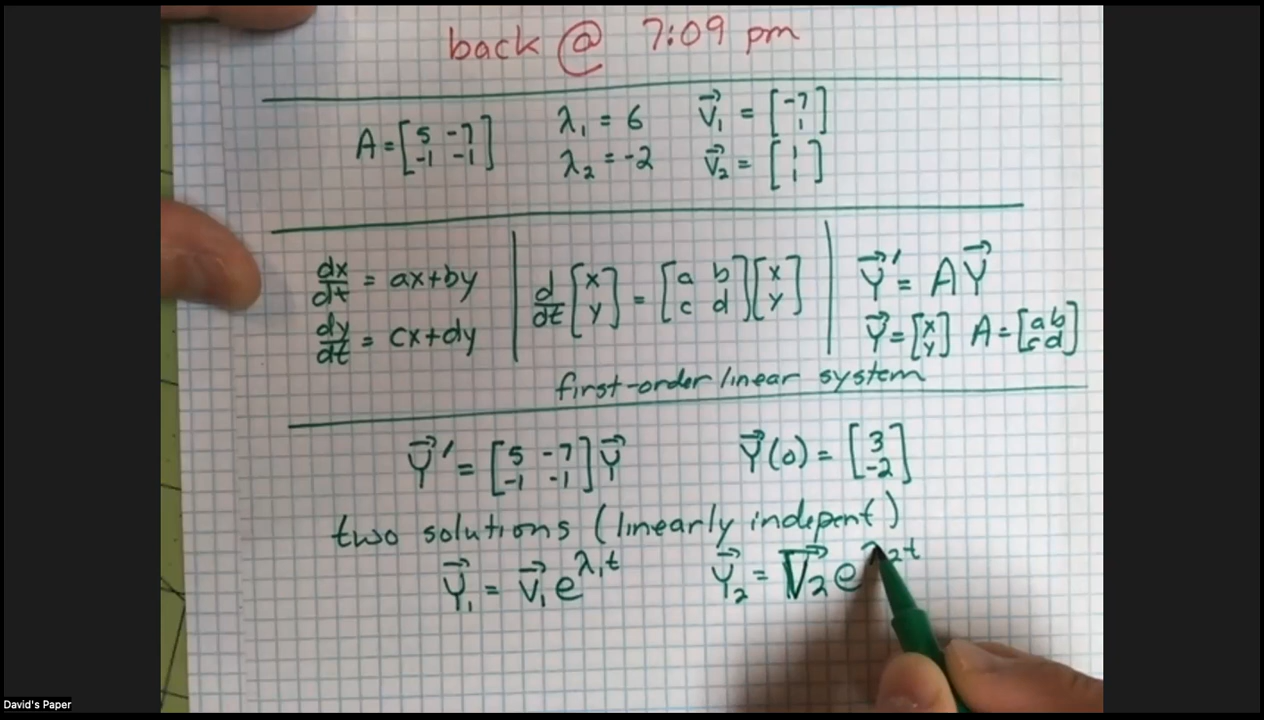 back @ 7:09 pm
A = [5 -7; -1 -1] λ₁ = 6 V⃗₁ = [-7; 1]
λ₂ = -2 V⃗₂ = [1; 1]
dx/dt = ax+by
dy/dt = cx+dy
d/dt [x; y] = [a b; c d][x; y]
Y⃗' = AY⃗
Y⃗ = [x; y] A = [a b; c d]
first-order linear system
Y⃗' = [5 -7; -1 -1] Y⃗ Y⃗(0) = [3; -2]
two solutions (linearly indepent)
Y⃗₁ = V⃗₁e^λ₁t Y⃗₂ = V⃗₂e^λ₂t
David's Paper